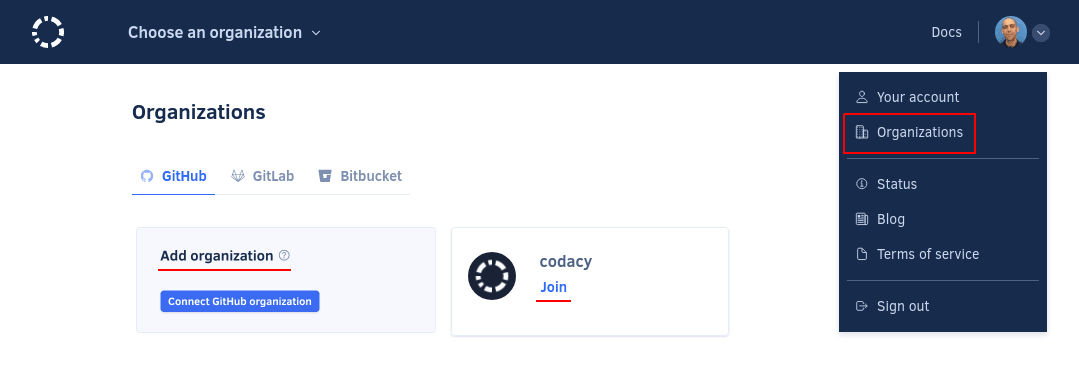 Choose an organization
Docs
Organizations
GitHub GitLab Bitbucket
Add organization ?
Connect GitHub organization
codacy
Join
Your account
Organizations
Status
Blog
Terms of service
Sign out